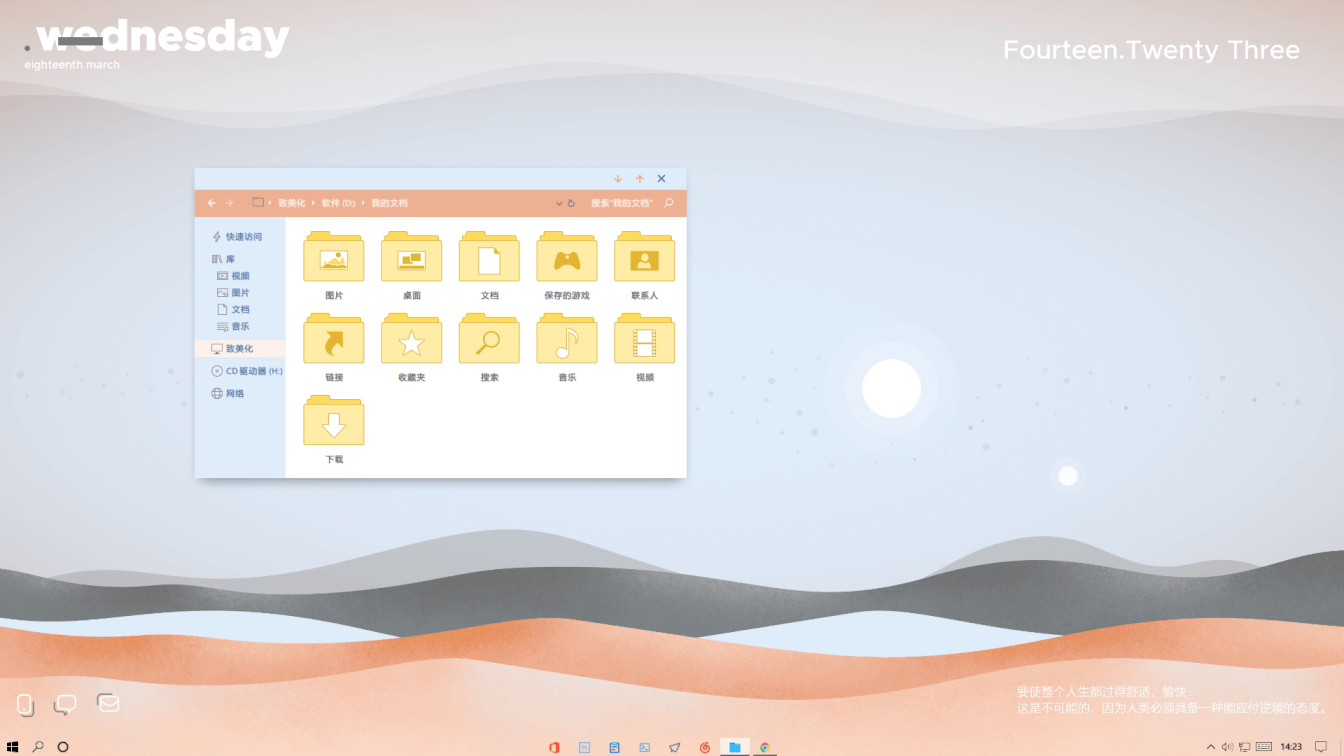 wednesday
eighteenth march
Fourteen.Twenty Three
致美化 软件 (D:) 我的文档
搜索"我的文档"
快速访问
库
视频
图片
文档
音乐
致美化
CD 驱动器 (H:)
网络
图片 桌面 文档 保存的游戏 联系人
链接 收藏夹 搜索 音乐 视频
下载
要使整个人生都过得舒适、愉快..
这是不可能的，因为人类必须具备一种能应付逆境的态度。
14:23